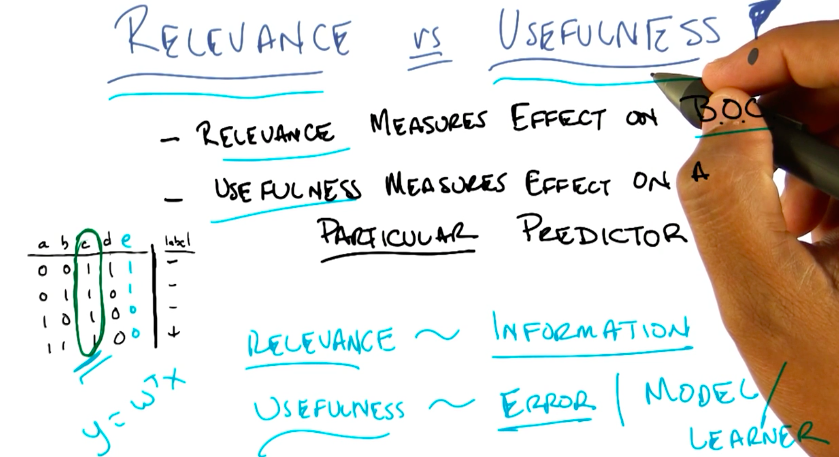 RELEVANCE vs USEFULNESS
- RELEVANCE MEASURES EFFECT ON B.O.C
- USEFULNESS MEASURES EFFECT ON A
PARTICULAR PREDICTOR
a b c d e label
0 0 1 1 1 -
0 1 1 0 1 -
1 0 1 0 0 -
1 1 1 0 0 +
y = wᵀx
RELEVANCE ~ INFORMATION
USEFULNESS ~ ERROR | MODEL/
LEARNER